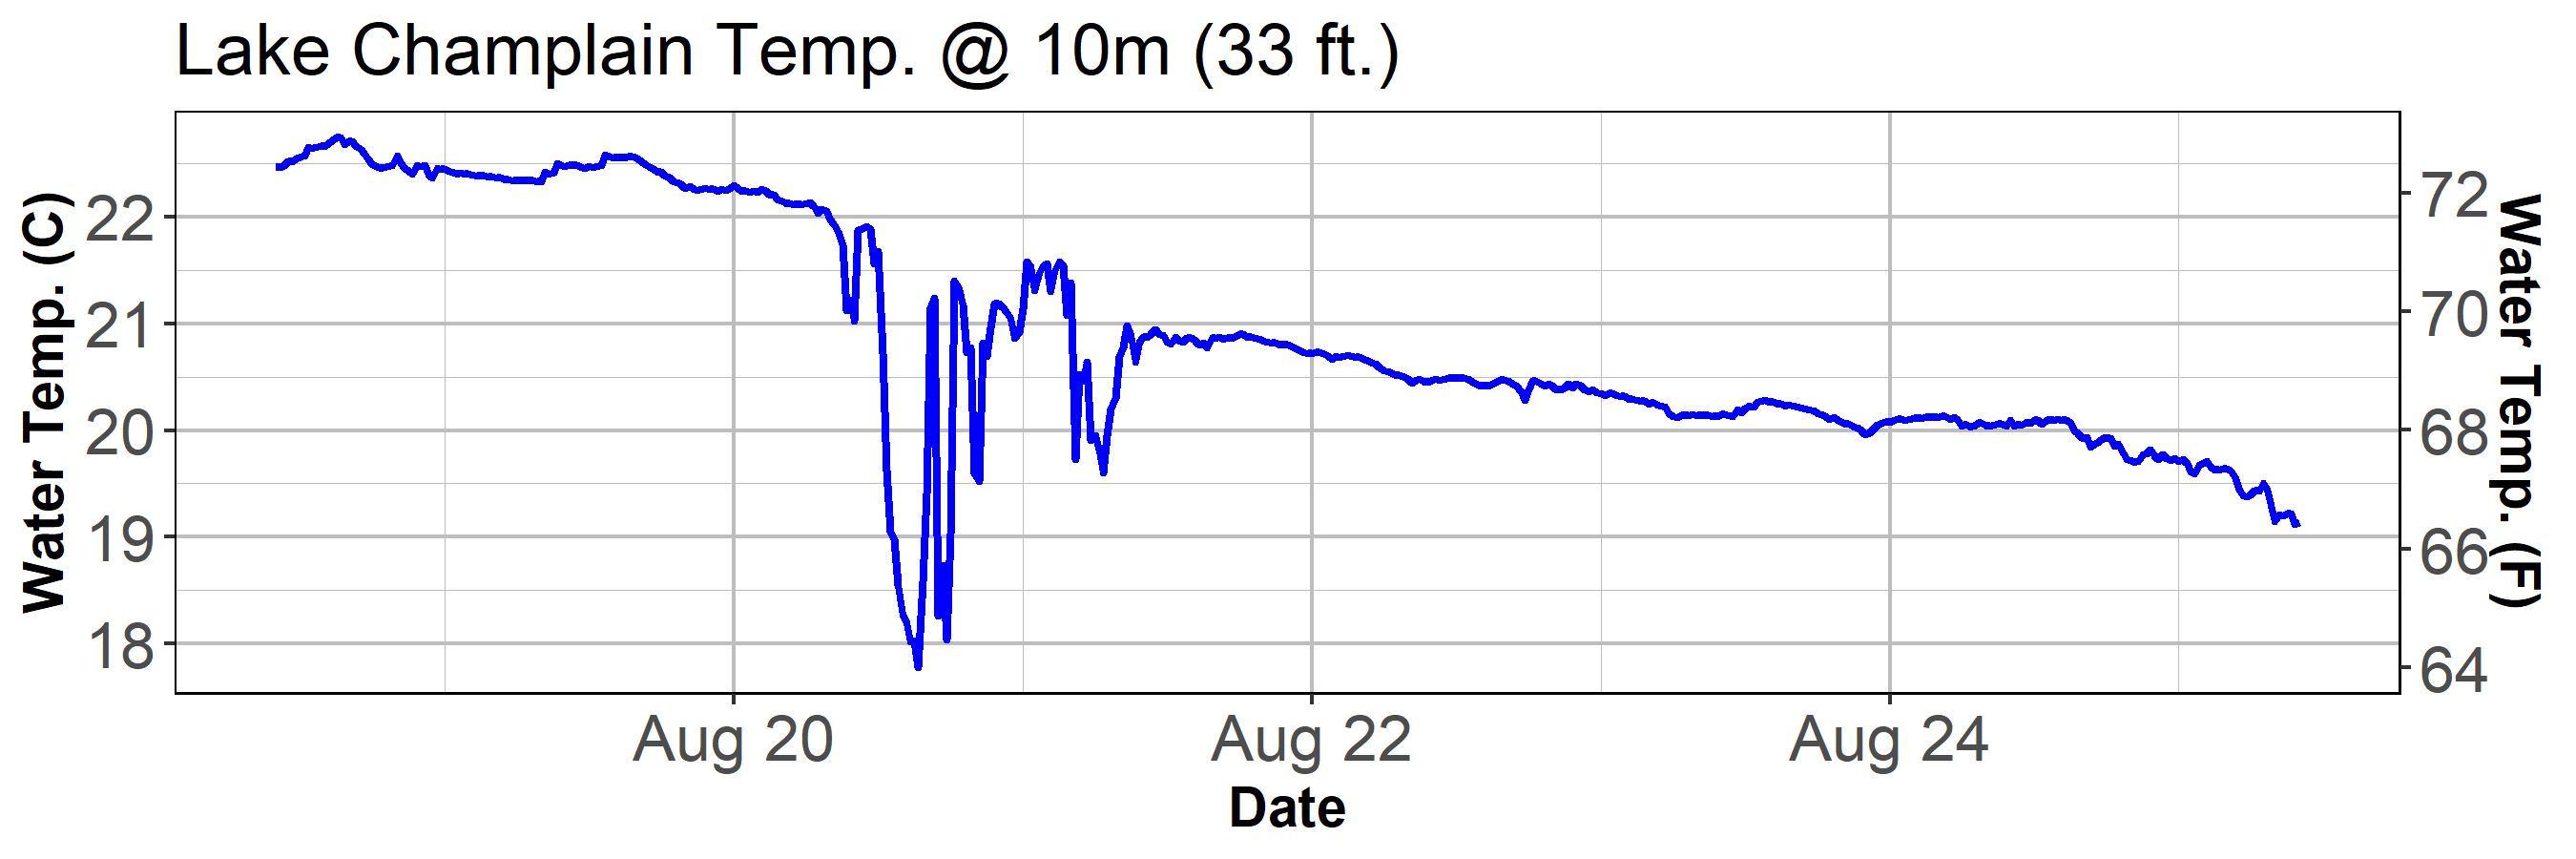 Lake Champlain Temp. @ 10m (33 ft.)
Water Temp. (C)
22
21
20
19
18
72
70
68
66
64
Water Temp. (F)
Aug 20 Aug 22 Aug 24
Date